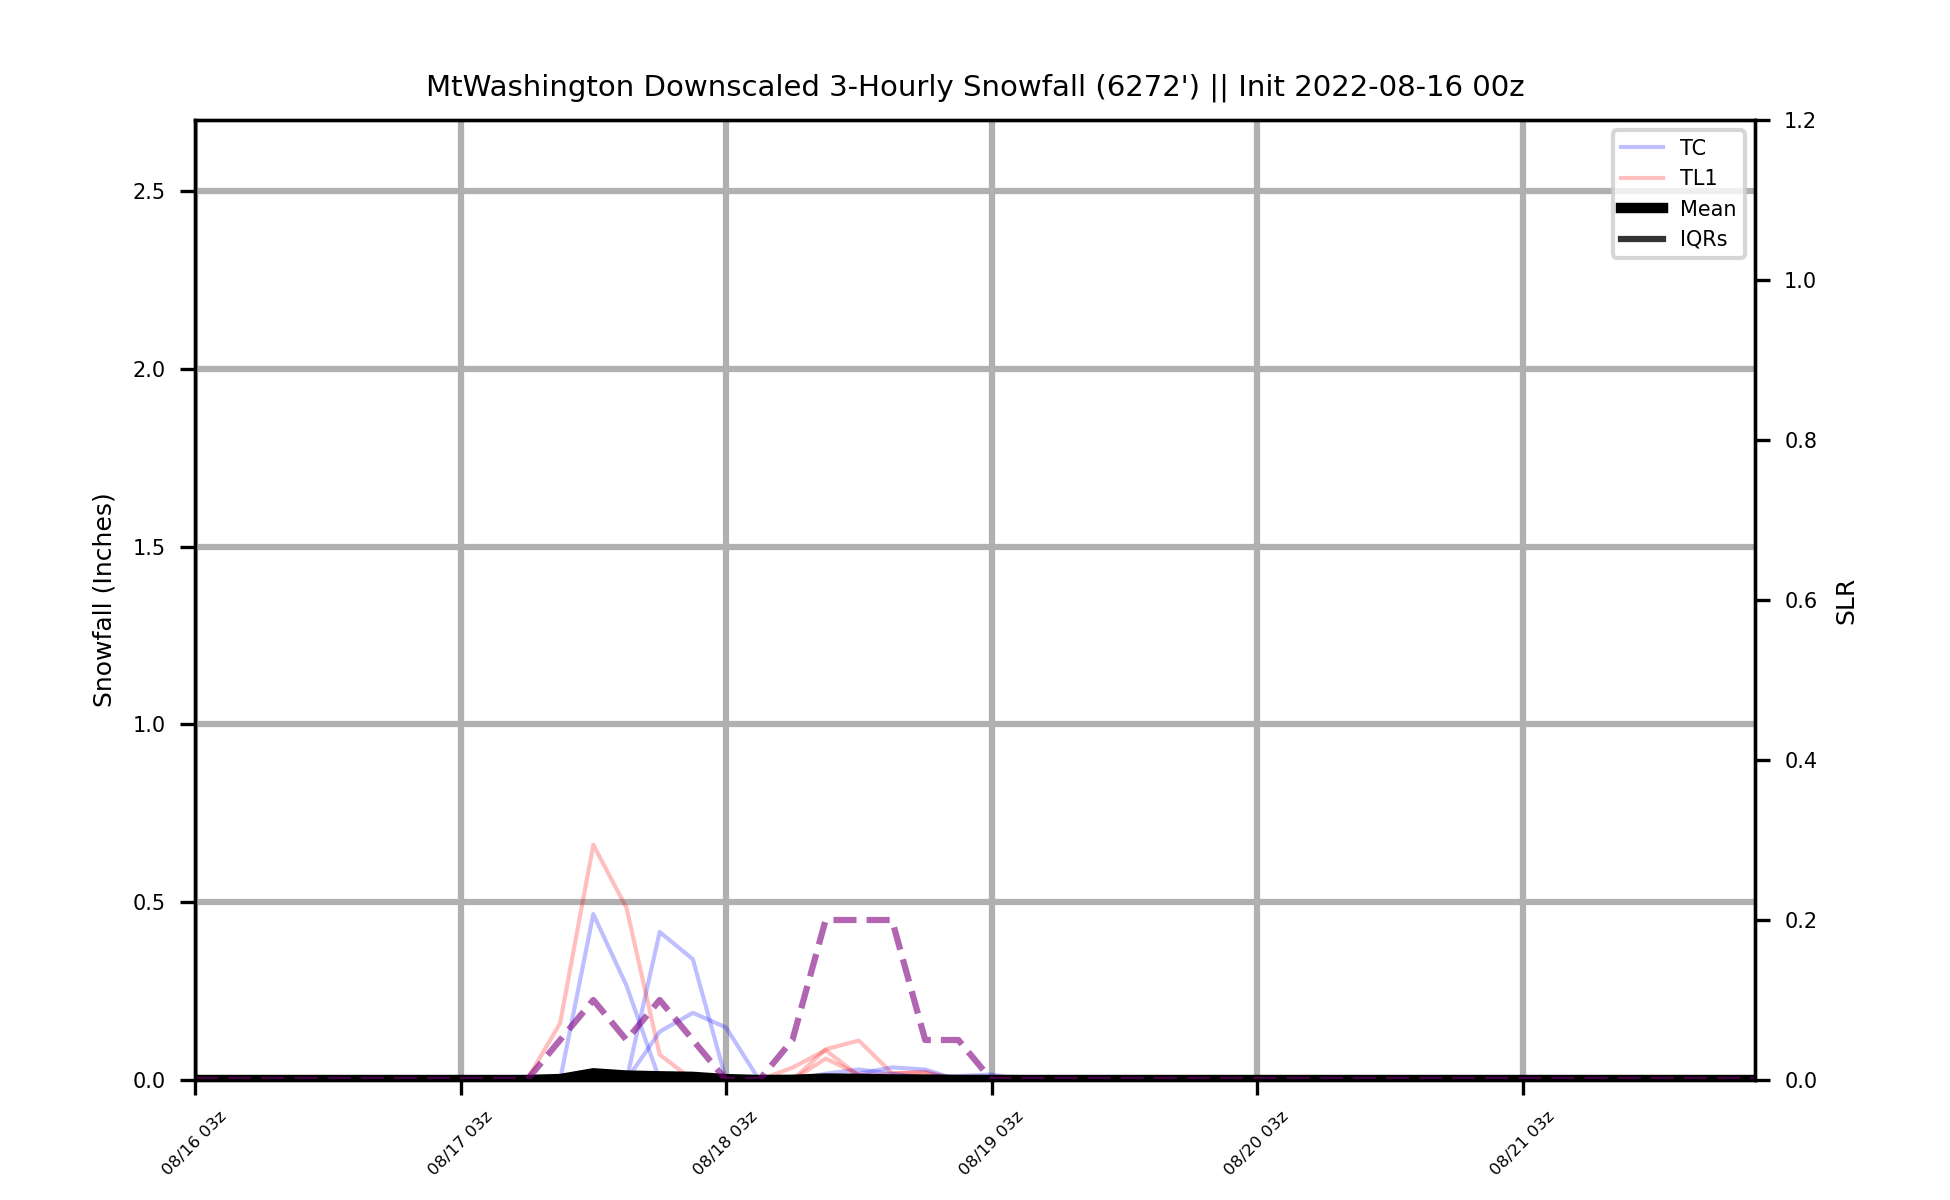 MtWashington Downscaled 3-Hourly Snowfall (6272') || Init 2022-08-16 00z
TC
TL1
Mean
IQRs
Snowfall (Inches)
2.5
2.0
1.5
1.0
0.5
0.0
1.2
1.0
0.8
0.6
0.4
0.2
0.0
SLR
08/16 03z
08/17 03z
08/18 03z
08/19 03z
08/20 03z
08/21 03z